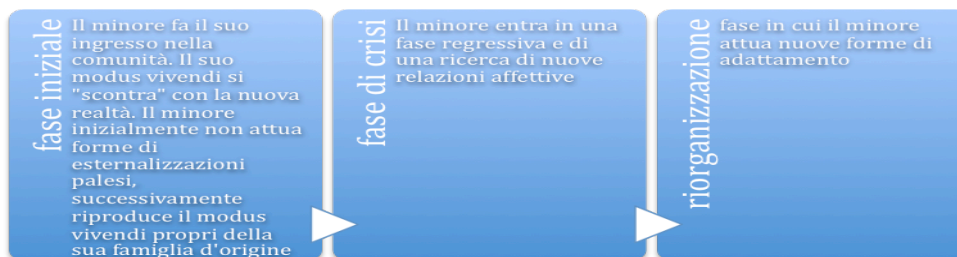 fase iniziale
Il minore fa il suo
ingresso nella
comunità. Il suo
modus vivendi si
"scontra" con la nuova
realtà. Il minore
inizialmente non attua
forme di
esternalizzazioni
palesi,
successivamente
riproduce il modus
vivendi propri della
sua famiglia d'origine
fase di crisi
Il minore entra in una
fase regressiva e di
una ricerca di nuove
relazioni affettive
riorganizzazione
fase in cui il minore
attua nuove forme di
adattamento